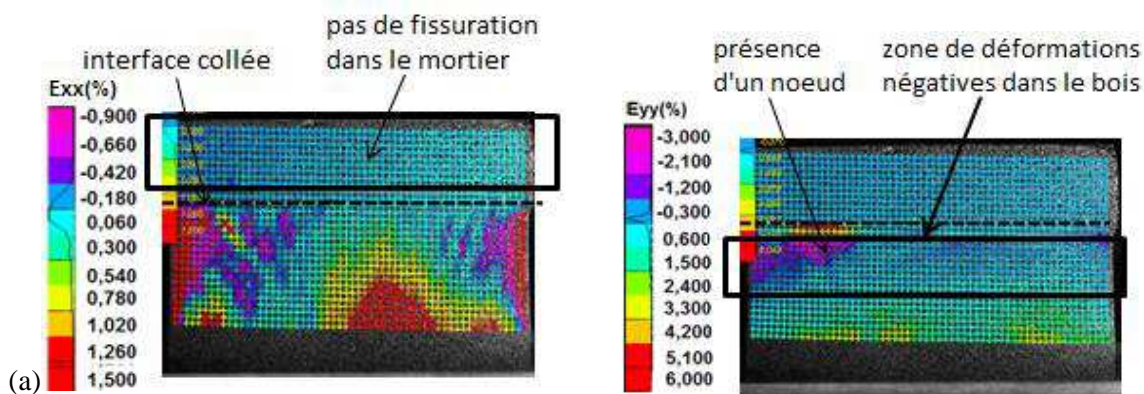 pas de fissuration
dans le mortier
interface collée
Exx(%)
-0,900
-0,660
-0,420
-0,180
0,060
0,300
0,540
0,780
1,020
1,260
1,500
(a)
présence
d'un noeud
zone de déformations
négatives dans le bois
Eyy(%)
-3,000
-2,100
-1,200
-0,300
0,600
1,500
2,400
3,300
4,200
5,100
6,000